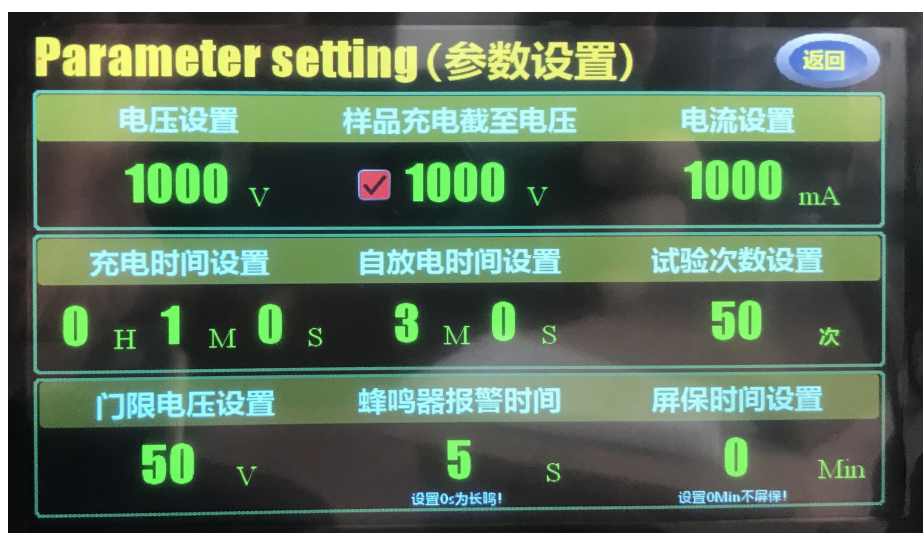 Parameter setting(参数设置)
返回
电压设置 样品充电截至电压 电流设置
1000 V 1000 V 1000 mA
充电时间设置 自放电时间设置 试验次数设置
0 H 1 M 0 S 3 M 0 S 50 次
门限电压设置 蜂鸣器报警时间 屏保时间设置
50 V 5 S 0 Min
设置0s为长鸣! 设置0Min不屏保!